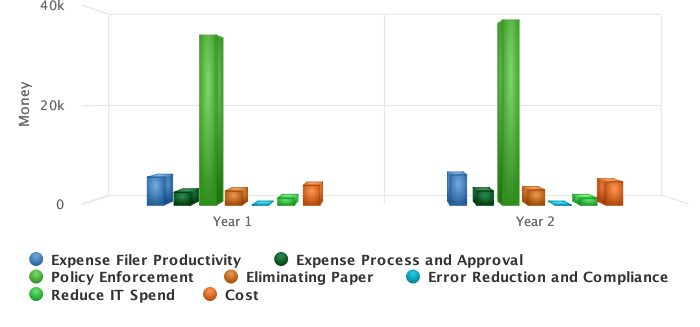 40k
20k
0
Money
Year 1 Year 2
Expense Filer Productivity Expense Process and Approval
Policy Enforcement Eliminating Paper Error Reduction and Compliance
Reduce IT Spend Cost